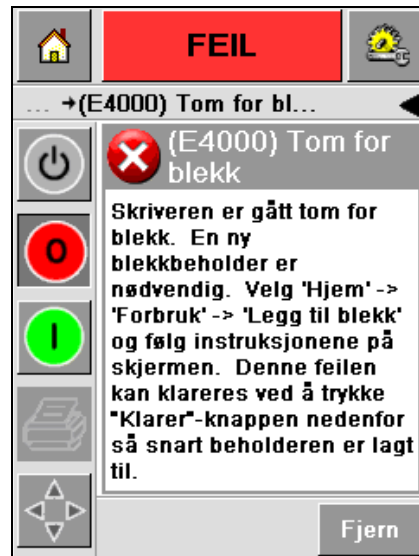 FEIL
... →(E4000) Tom for bl...
(E4000) Tom for
blekk
Skriveren er gått tom for
blekk. En ny
blekkbeholder er
nødvendig. Velg 'Hjem' ->
'Forbruk' -> 'Legg til blekk'
og følg instruksjonene på
skjermen. Denne feilen
kan klareres ved å trykke
"Klarer"-knappen nedenfor
så snart beholderen er lagt
til.
Fjern